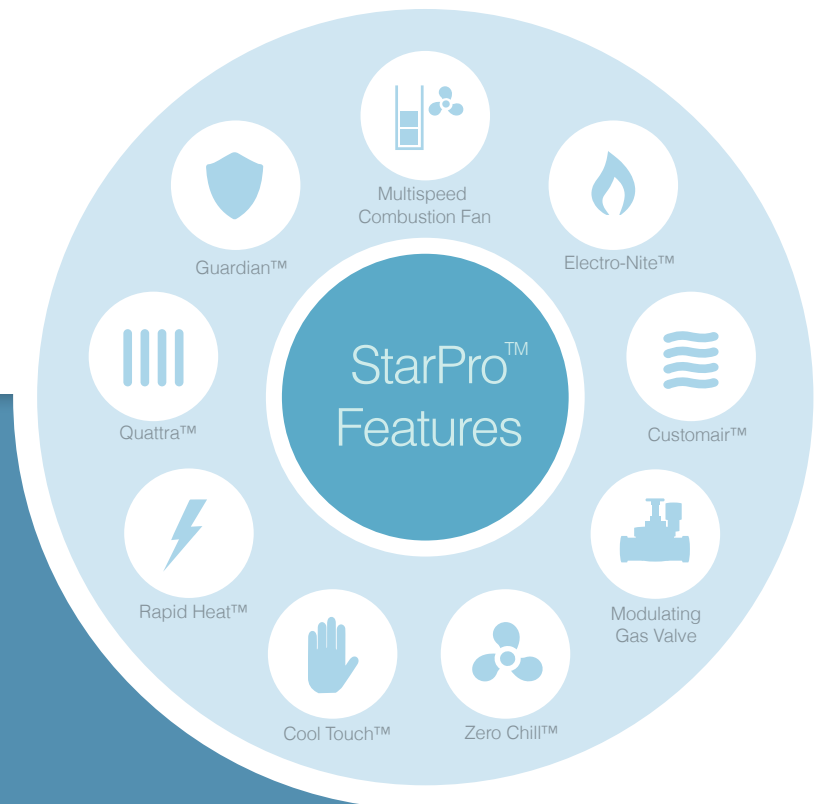 Multispeed
Combustion Fan
Electro-Nite™
Guardian™
StarPro™
Features
Customair™
Quattra™
Modulating
Gas Valve
Rapid Heat™
Cool Touch™
Zero Chill™